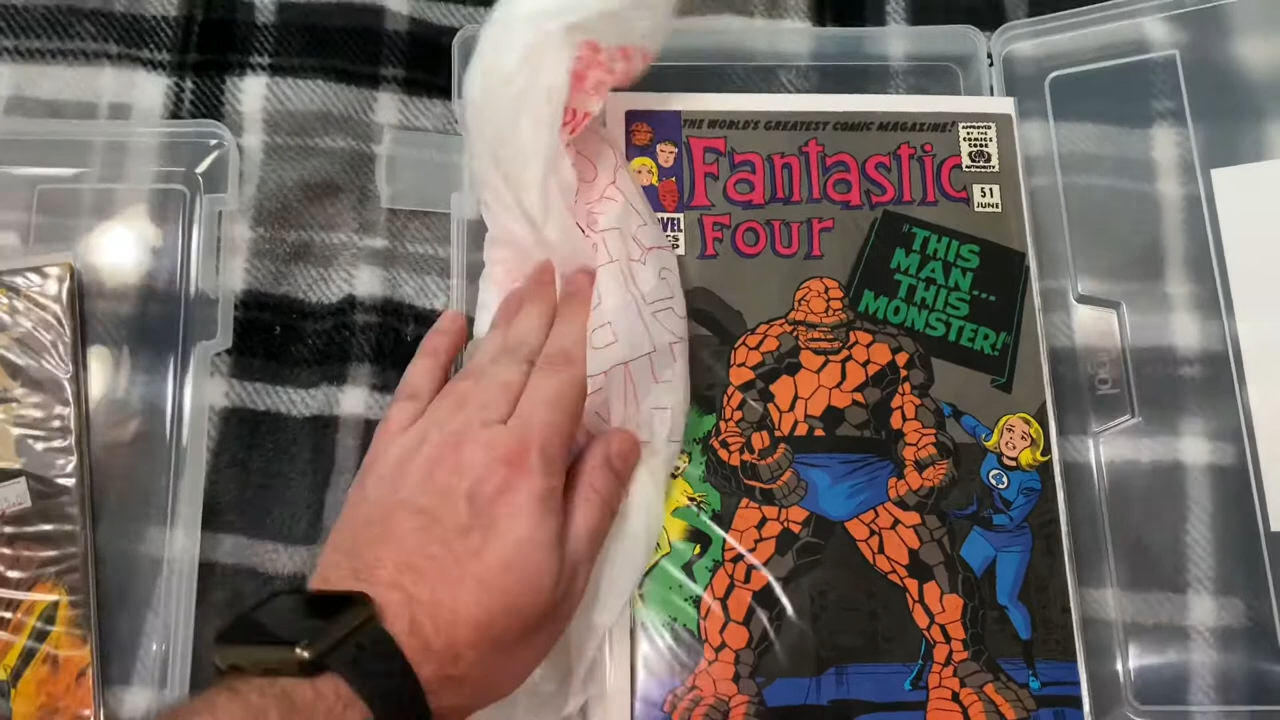 THE WORLD'S GREATEST COMIC MAGAZINE!
APPROVED
BY THE
COMICS
CODE
AUTHORITY
Fantastic
Four
51
JUNE
"THIS
MAN...
THIS
MONSTER!"